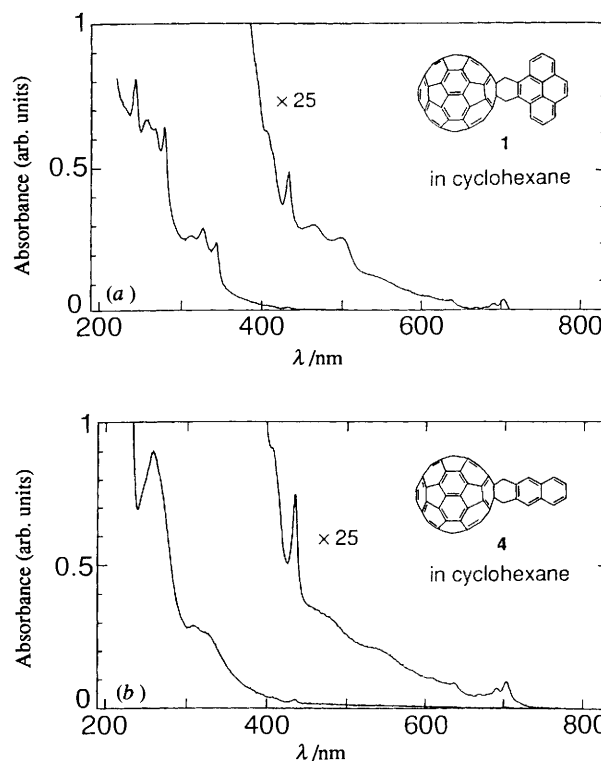 1
Absorbance (arb. units)
0.5
0
× 25
1
in cyclohexane
(a)
200
400
600
800
λ /nm
1
Absorbance (arb. units)
0.5
0
× 25
4
in cyclohexane
(b)
200
400
600
800
λ /nm